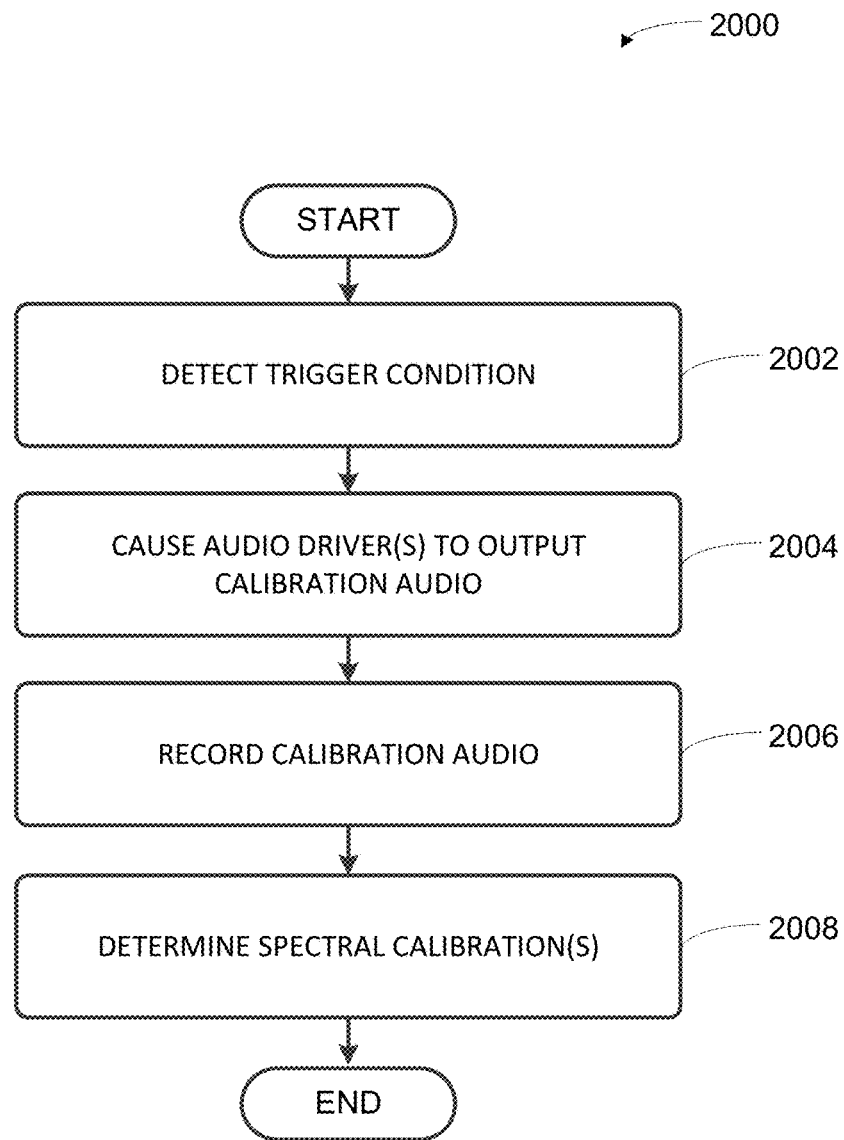 2000
START
DETECT TRIGGER CONDITION
2002
CAUSE AUDIO DRIVER(S) TO OUTPUT
CALIBRATION AUDIO
2004
RECORD CALIBRATION AUDIO
2006
DETERMINE SPECTRAL CALIBRATION(S)
2008
END